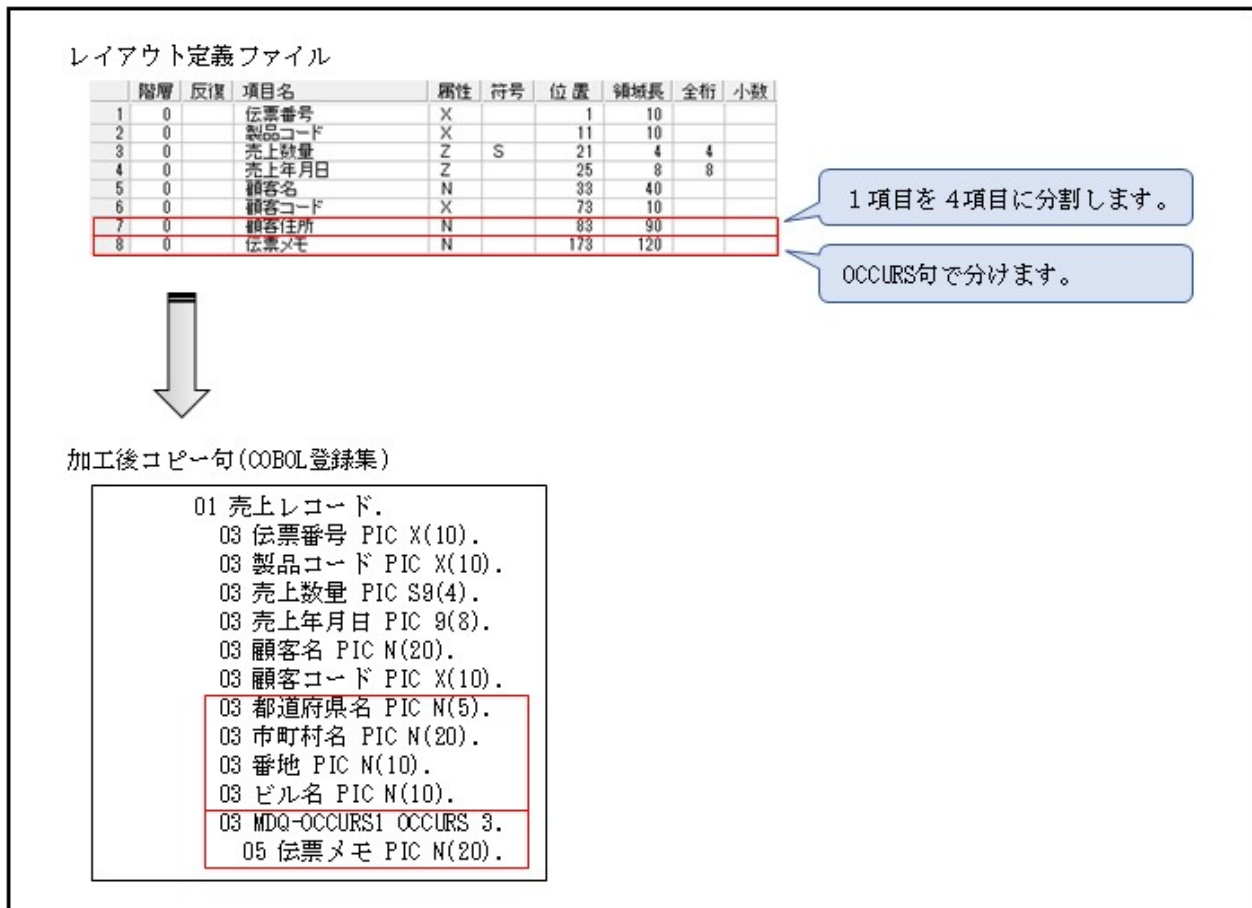 レイアウト定義ファイル
階層 反復 項目名 属性 符号 位置 領域長 全桁 小数
1 0 伝票番号 X 1 10
2 0 製品コード X 11 10
3 0 売上数量 Z S 21 4 4
4 0 売上年月日 Z 25 8 8
5 0 顧客名 N 33 40
6 0 顧客コード X 73 10
7 0 顧客住所 N 83 90
8 0 伝票メモ N 173 120
1項目を4項目に分割します。
OCCURS句で分けます。
加工後コピー句(COBOL登録集)
01 売上レコード.
03 伝票番号 PIC X(10).
03 製品コード PIC X(10).
03 売上数量 PIC S9(4).
03 売上年月日 PIC 9(8).
03 顧客名 PIC N(20).
03 顧客コード PIC X(10).
03 都道府県名 PIC N(5).
03 市町村名 PIC N(20).
03 番地 PIC N(10).
03 ビル名 PIC N(10).
03 MDQ-OCCURS1 OCCURS 3.
05 伝票メモ PIC N(20).